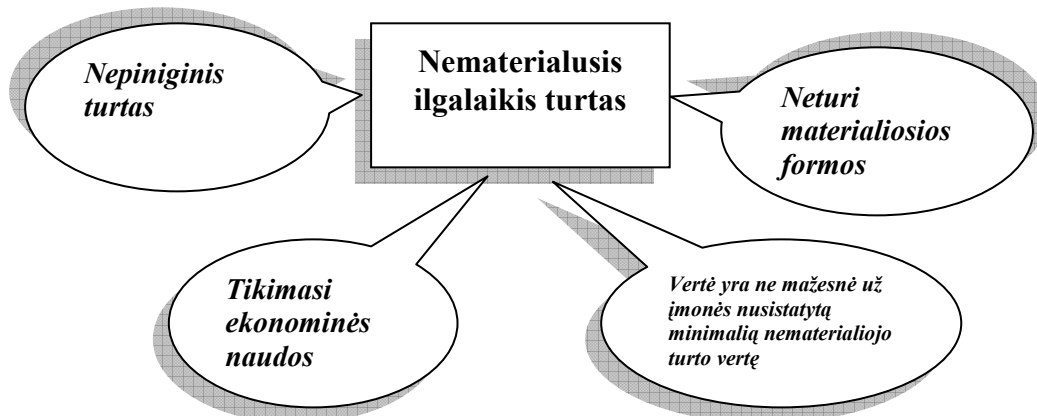 Nepiniginis
turtas
Nematerialusis
ilgalaikis turtas
Neturi
materialiosios
formos
Tikimasi
ekonominės
naudos
Vertė yra ne mažesnė už
įmonės nusistatytą
minimalią nematerialiojo
turto vertę